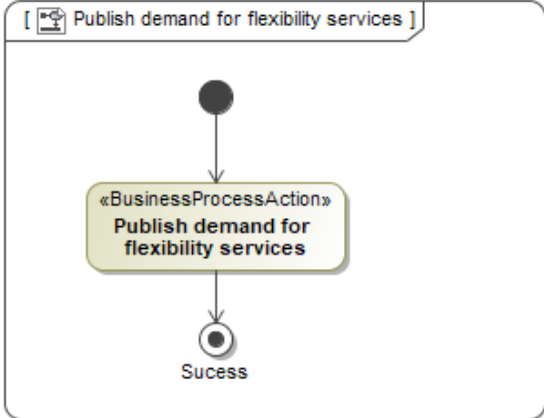 [ Publish demand for flexibility services ]
«BusinessProcessAction»
Publish demand for
flexibility services
Sucess